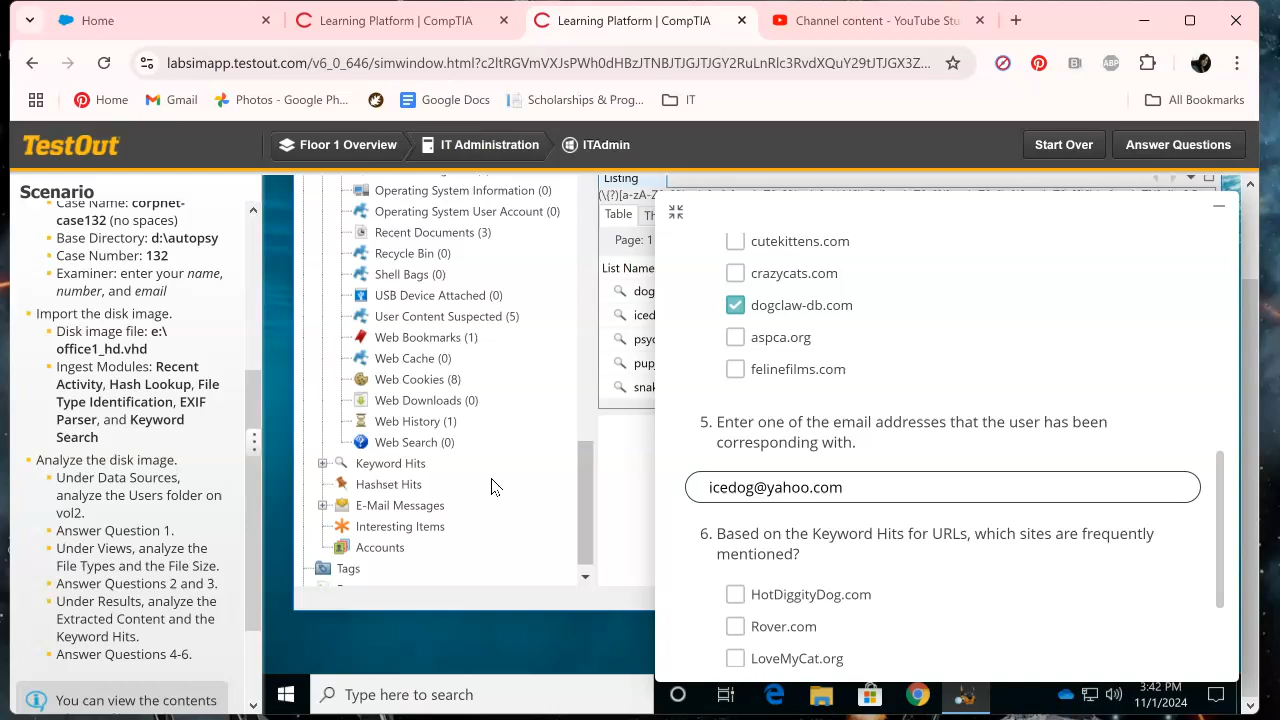 Home
Learning Platform | CompTIA
Learning Platform | CompTIA
Channel content - YouTube Stu
labsimapp.testout.com/v6_0_646/simwindow.html?c2ltRGVmVXJsPWh0dHBzJTNBJTJGJTJGY2RuLnRlc3RvdXQuY29tJTJGX3Z...
ABP
Home
Gmail
Photos - Google Ph...
Google Docs
Scholarships & Prog...
IT
All Bookmarks
TestOut
Floor 1 Overview
IT Administration
ITAdmin
Start Over
Answer Questions
Scenario
Case Name: corpnet-
case132 (no spaces)
Base Directory: d:\autopsy
Case Number: 132
Examiner: enter your name,
number, and email
Import the disk image.
Disk image file: e:\
office1_hd.vhd
Ingest Modules: Recent
Activity, Hash Lookup, File
Type Identification, EXIF
Parser, and Keyword
Search
Analyze the disk image.
Under Data Sources,
analyze the Users folder on
vol2.
Answer Question 1.
Under Views, analyze the
File Types and the File Size.
Answer Questions 2 and 3.
Under Results, analyze the
Extracted Content and the
Keyword Hits.
Answer Questions 4-6.
You can view the contents
Operating System Information (0)
Operating System User Account (0)
Recent Documents (3)
Recycle Bin (0)
Shell Bags (0)
USB Device Attached (0)
User Content Suspected (5)
Web Bookmarks (1)
Web Cache (0)
Web Cookies (8)
Web Downloads (0)
Web History (1)
Web Search (0)
Keyword Hits
Hashset Hits
E-Mail Messages
Interesting Items
Accounts
Tags
Listing
Table
Page: 1
List Name
dog
iced
psyc
pup
snak
cutekittens.com
crazycats.com
dogclaw-db.com
aspca.org
felinefilms.com
5. Enter one of the email addresses that the user has been
corresponding with.
icedog@yahoo.com
6. Based on the Keyword Hits for URLs, which sites are frequently
mentioned?
HotDiggityDog.com
Rover.com
LoveMyCat.org
Type here to search
3:42 PM
11/1/2024